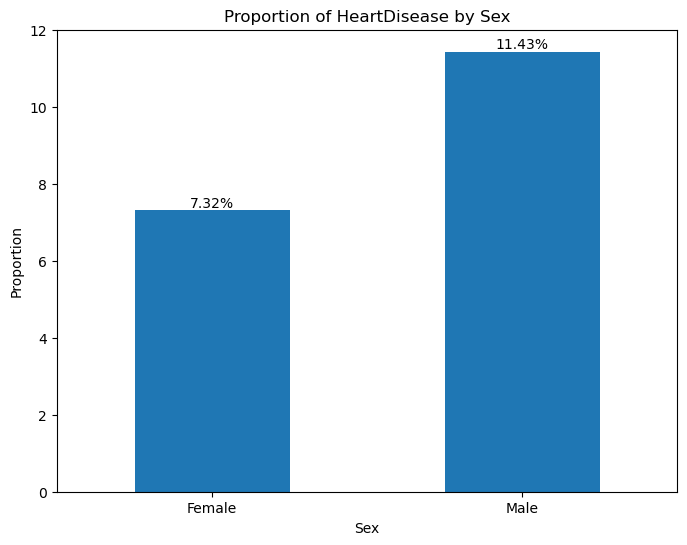 Proportion of HeartDisease by Sex
12
10
8
6
4
2
0
Proportion
7.32%
11.43%
Female
Male
Sex